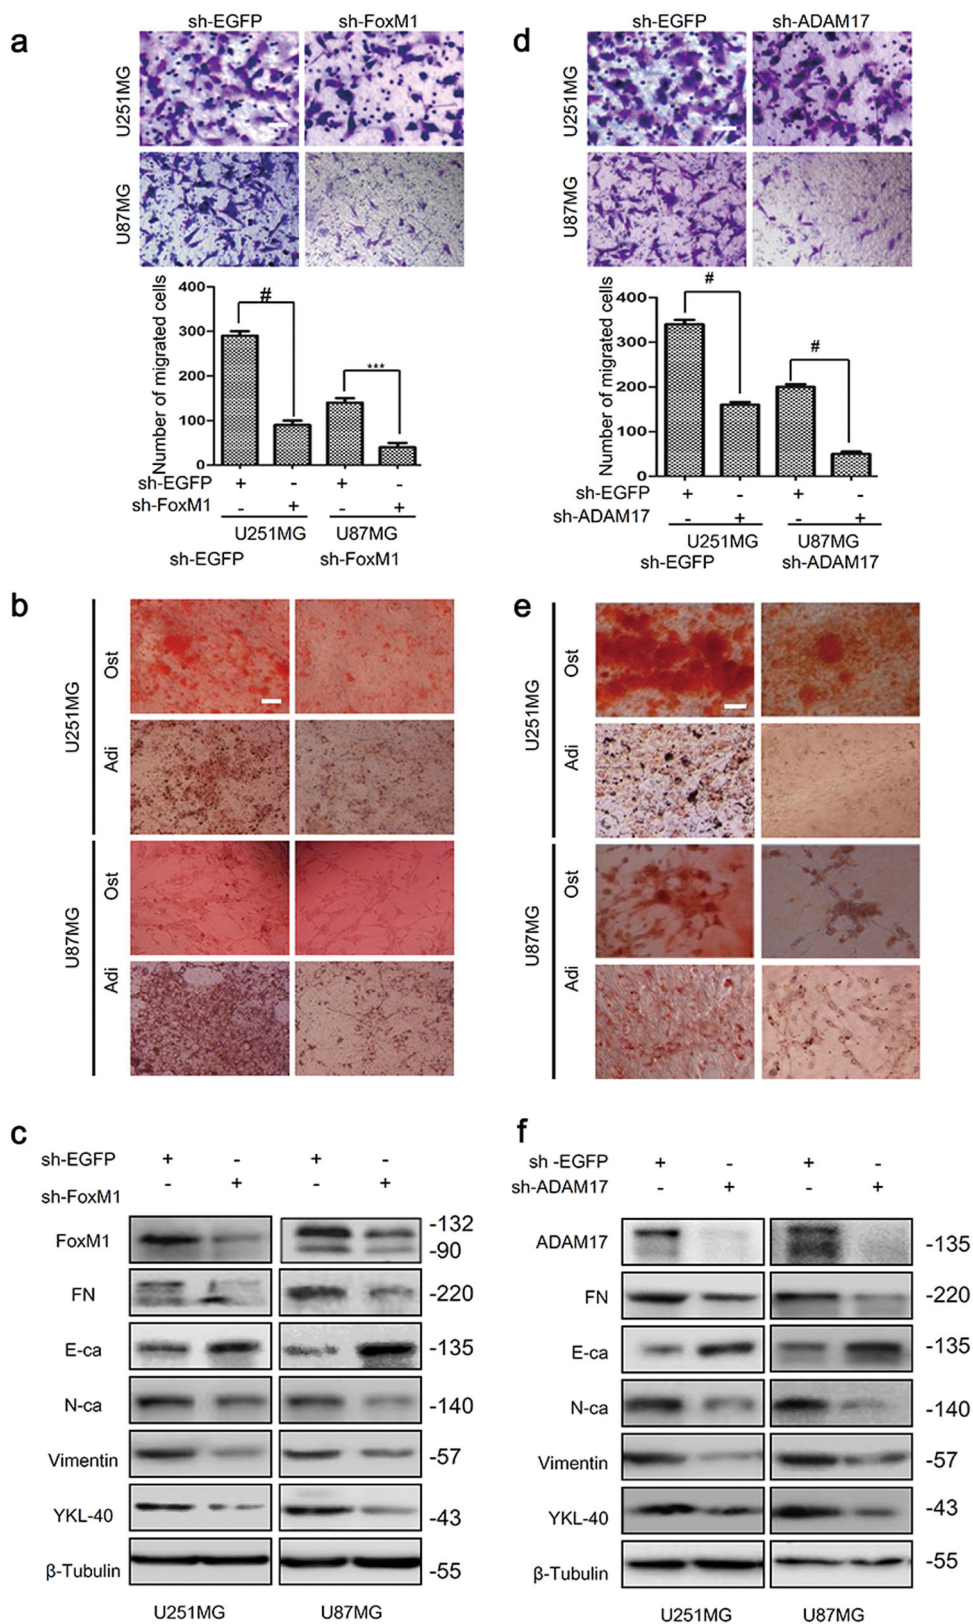 a
sh-EGFP sh-FoxM1
U251MG
U87MG
Number of migrated cells
400
300
200
100
0
#
***
sh-EGFP + - + -
sh-FoxM1 - + - +
U251MG U87MG
d
sh-EGFP sh-ADAM17
U251MG
U87MG
Number of migrated cells
400
300
200
100
0
#
#
sh-EGFP + - + -
sh-ADAM17 - + - +
U251MG U87MG
b
sh-EGFP sh-FoxM1
U251MG
Ost
Adi
U87MG
Ost
Adi
e
sh-EGFP sh-ADAM17
U251MG
Ost
Adi
U87MG
Ost
Adi
c
sh-EGFP + - + -
sh-FoxM1 - + - +
FoxM1 -132
-90
FN -220
E-ca -135
N-ca -140
Vimentin -57
YKL-40 -43
β-Tubulin -55
U251MG U87MG
f
sh -EGFP + - + -
sh-ADAM17 - + - +
ADAM17 -135
FN -220
E-ca -135
N-ca -140
Vimentin -57
YKL-40 -43
β-Tubulin -55
U251MG U87MG